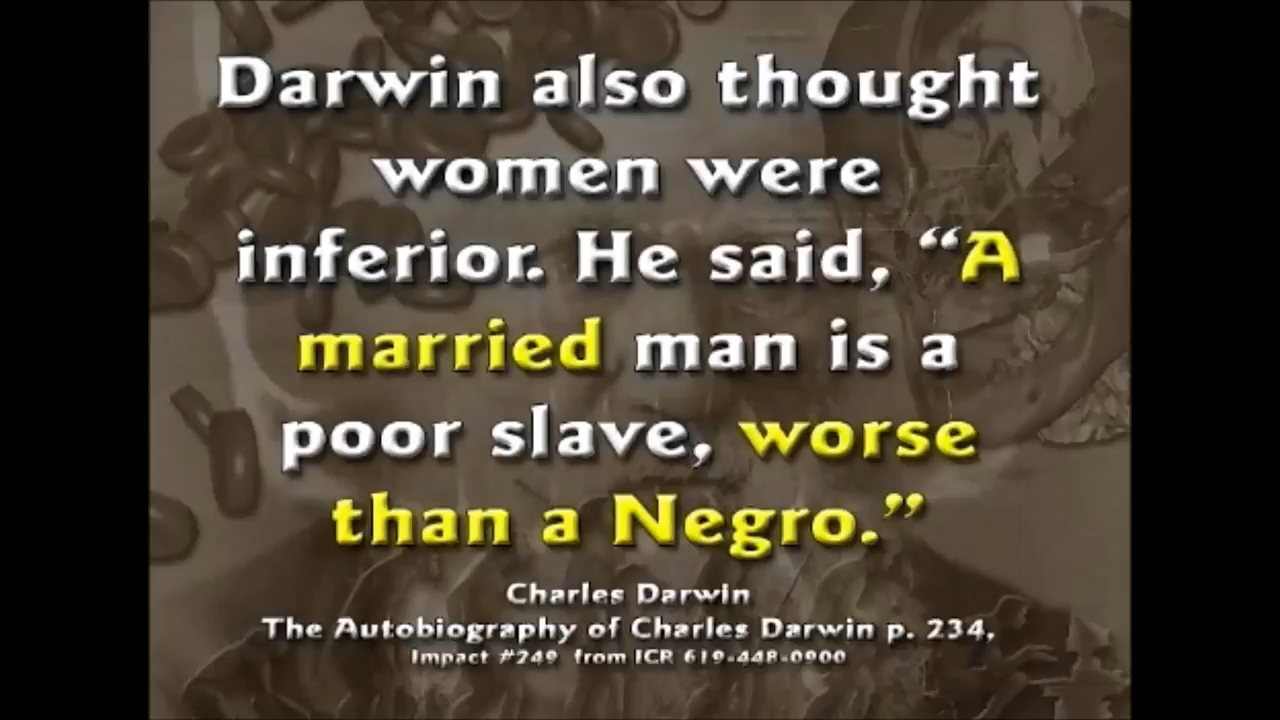 Darwin also thought
women were
inferior. He said, “A
married man is a
poor slave, worse
than a Negro.”
Charles Darwin
The Autobiography of Charles Darwin p. 234,
Impact #249 from ICR 619-448-0900